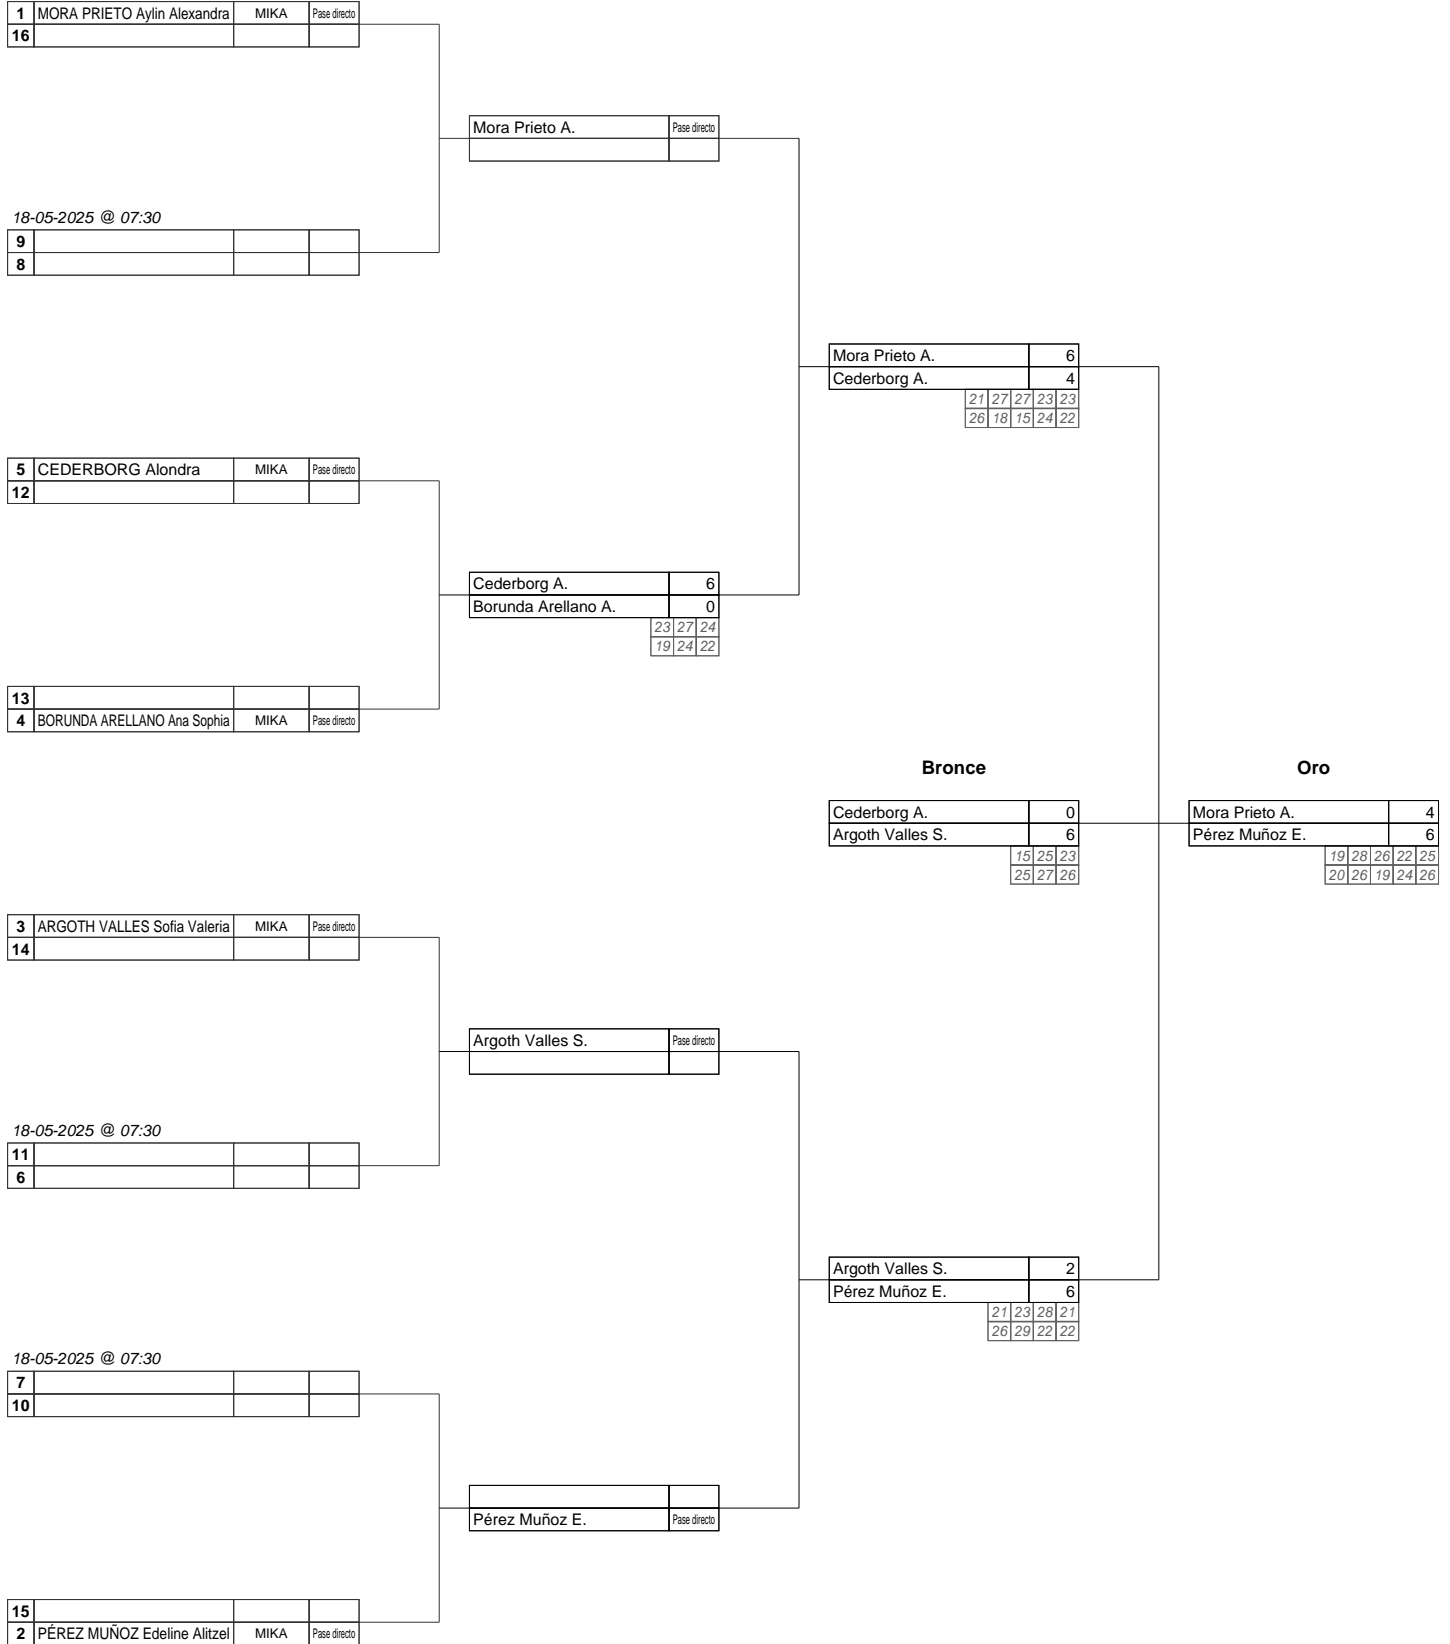 1 MORA PRIETO Aylin Alexandra MIKA Pase directo
16
Mora Prieto A. Pase directo
18-05-2025 @ 07:30
9
8
Mora Prieto A. 6
Cederborg A. 4
21 27 27 23 23
26 18 15 24 22
5 CEDERBORG Alondra MIKA Pase directo
12
Cederborg A. 6
Borunda Arellano A. 0
23 27 24
19 24 22
13
4 BORUNDA ARELLANO Ana Sophia MIKA Pase directo
Bronce Oro
Cederborg A. 0 Mora Prieto A. 4
Argoth Valles S. 6 Pérez Muñoz E. 6
15 25 23 19 28 26 22 25
25 27 26 20 26 19 24 26
3 ARGOTH VALLES Sofia Valeria MIKA Pase directo
14
Argoth Valles S. Pase directo
18-05-2025 @ 07:30
11
6
Argoth Valles S. 2
Pérez Muñoz E. 6
21 23 28 21
26 29 22 22
18-05-2025 @ 07:30
7
10
Pérez Muñoz E. Pase directo
15
2 PÉREZ MUÑOZ Edeline Alitzel MIKA Pase directo